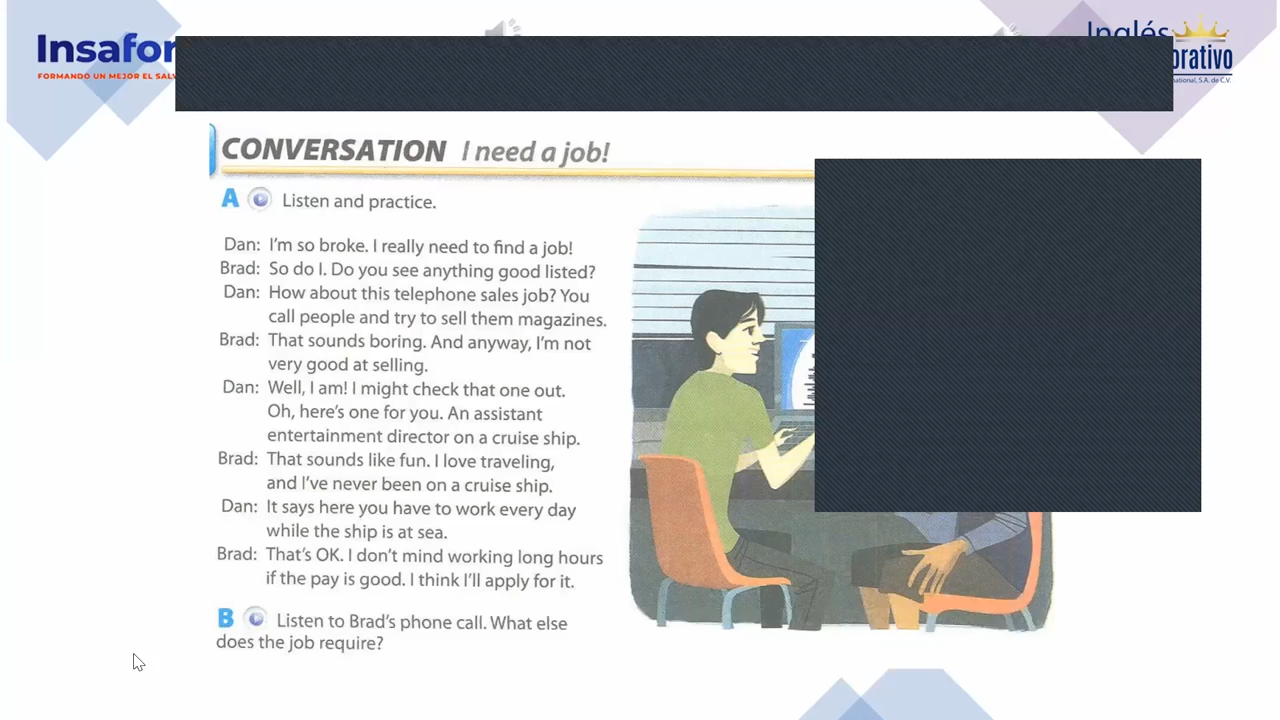 Insafor
FORMANDO UN MEJOR EL SAL
Inglés
orativo
national, S.A. de C.V.
CONVERSATION I need a job!
A Listen and practice.
Dan: I'm so broke. I really need to find a job!
Brad: So do I. Do you see anything good listed?
Dan: How about this telephone sales job? You
call people and try to sell them magazines.
Brad: That sounds boring. And anyway, I'm not
very good at selling.
Dan: Well, I am! I might check that one out.
Oh, here's one for you. An assistant
entertainment director on a cruise ship.
Brad: That sounds like fun. I love traveling,
and I've never been on a cruise ship.
Dan: It says here you have to work every day
while the ship is at sea.
Brad: That's OK. I don't mind working long hours
if the pay is good. I think I'll apply for it.
B Listen to Brad's phone call. What else
does the job require?